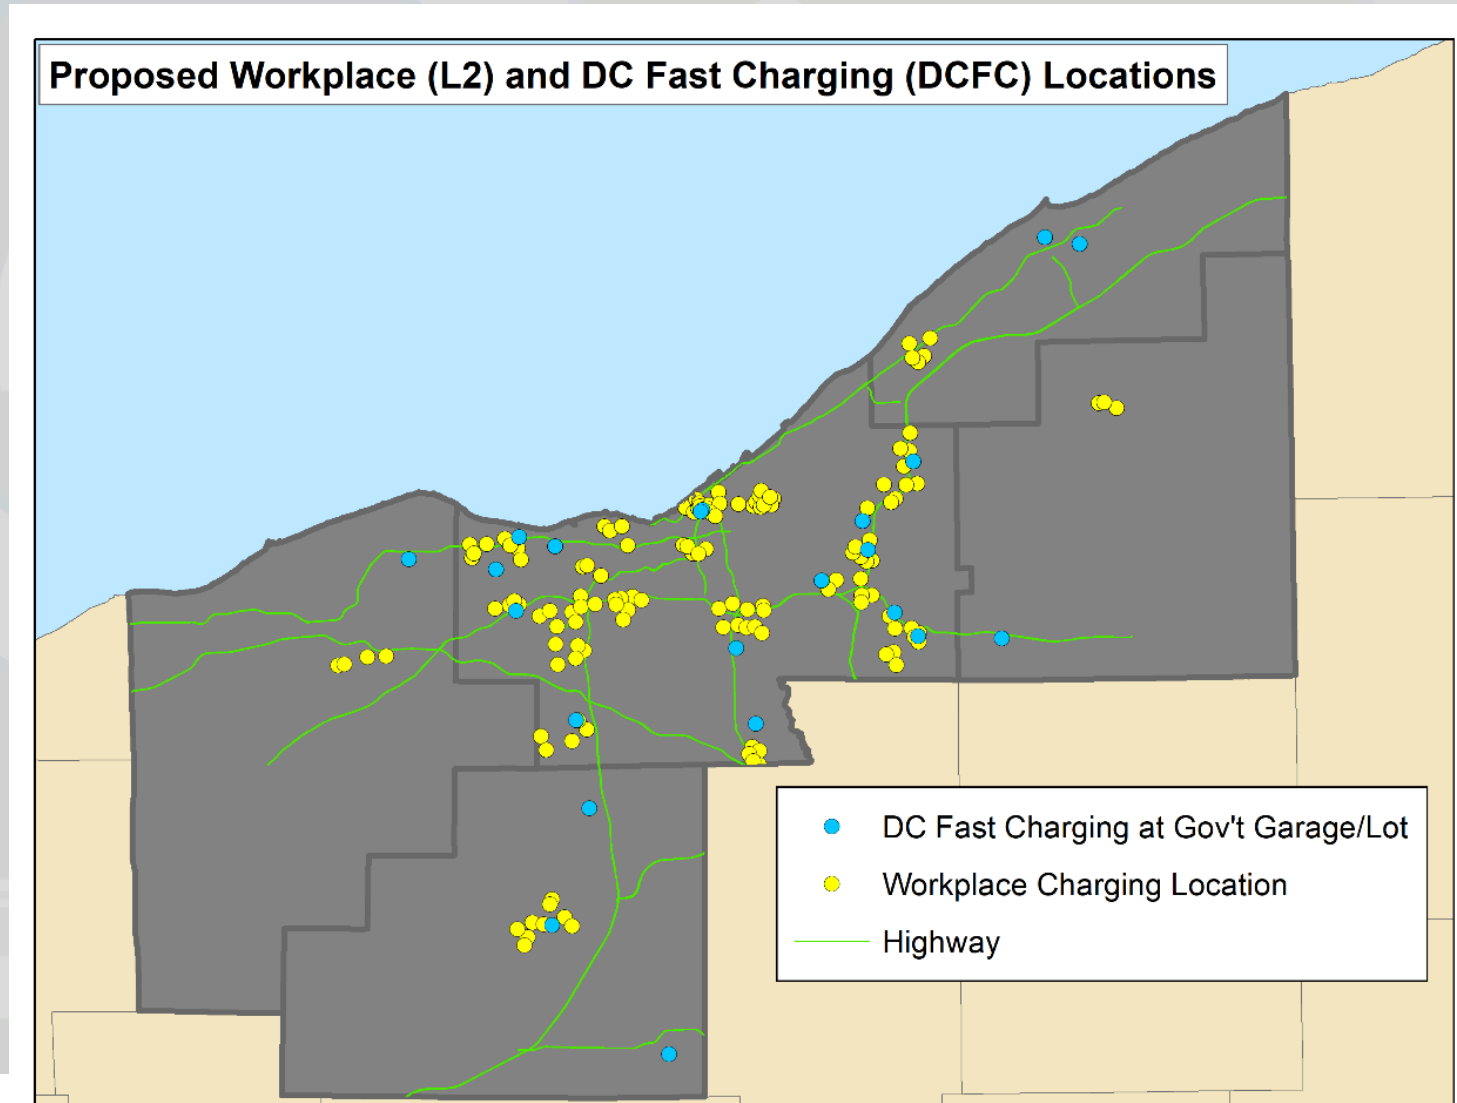 Proposed Workplace (L2) and DC Fast Charging (DCFC) Locations
DC Fast Charging at Gov't Garage/Lot
Workplace Charging Location
Highway